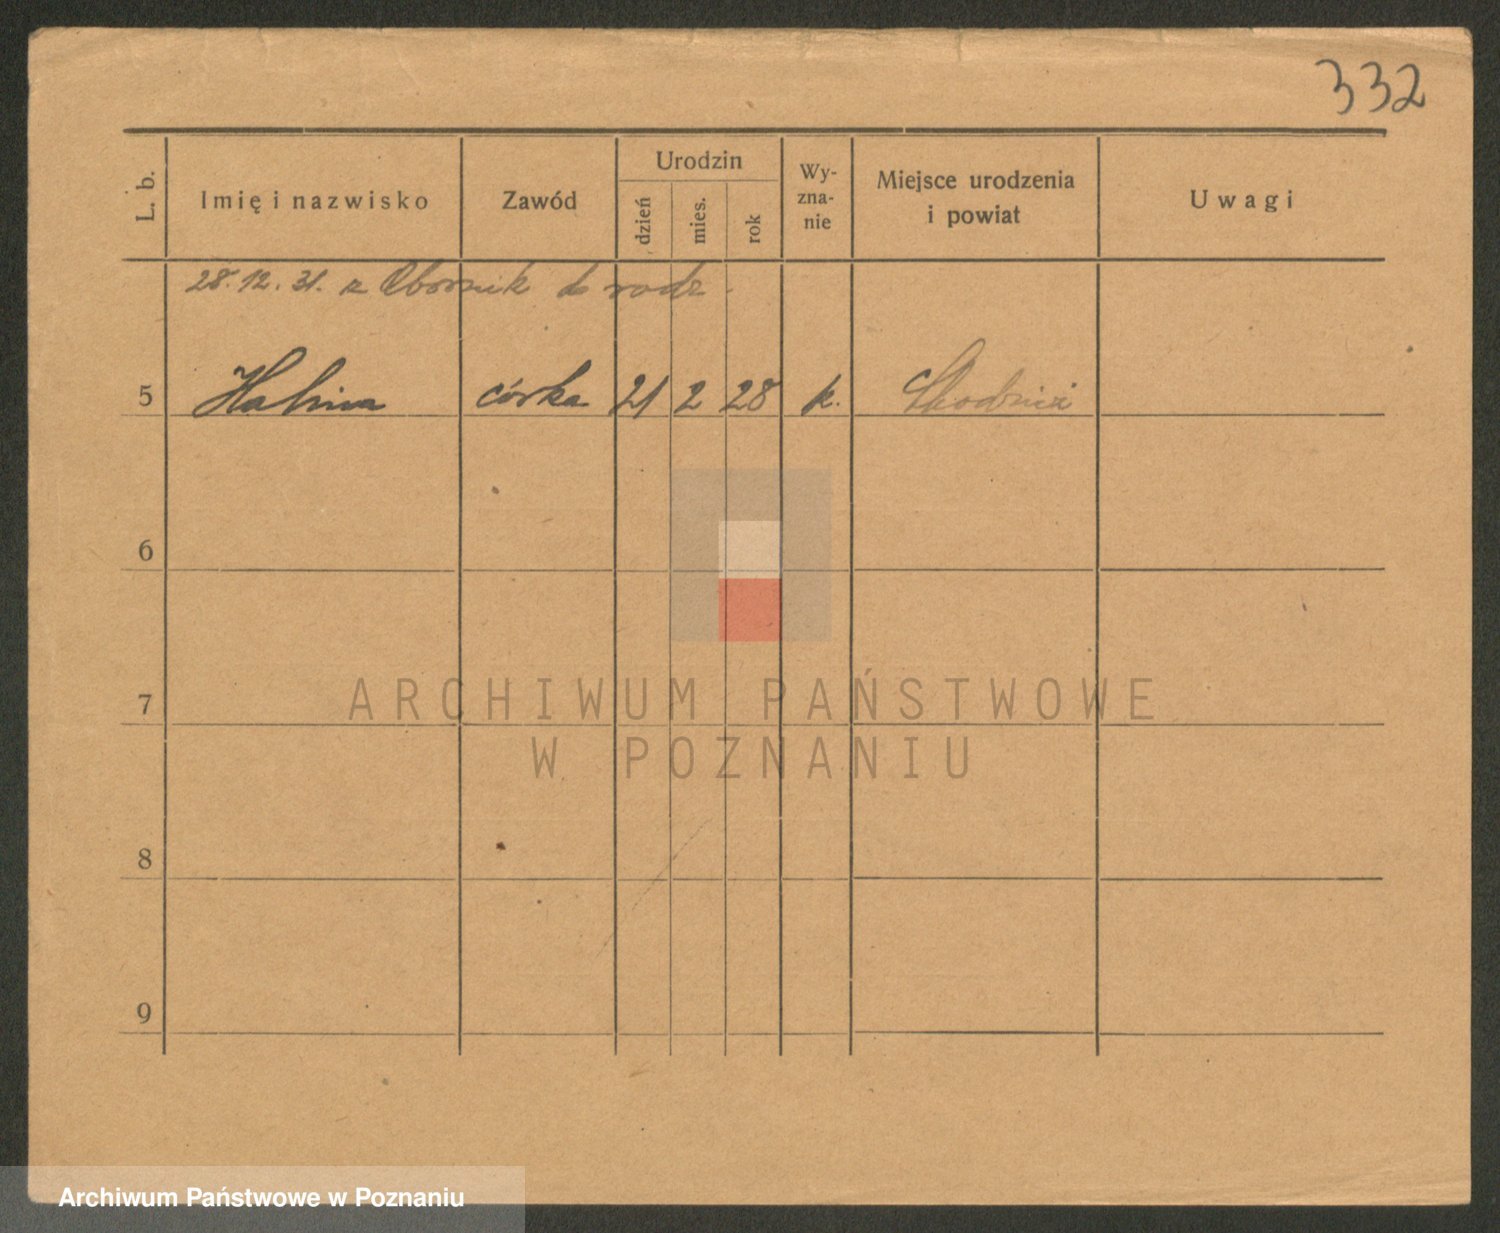 332
L. b. Imię i nazwisko Zawód Urodzin dzień mies. rok Wy-zna-nie Miejsce urodzenia i powiat Uwagi
28.12.31. z Obornik do rodz.
5 Halina córka 21 2 28 k.
6
7
ARCHIWUM PAŃSTWOWE
W POZNANIU
8
9
Archiwum Państwowe w Poznaniu